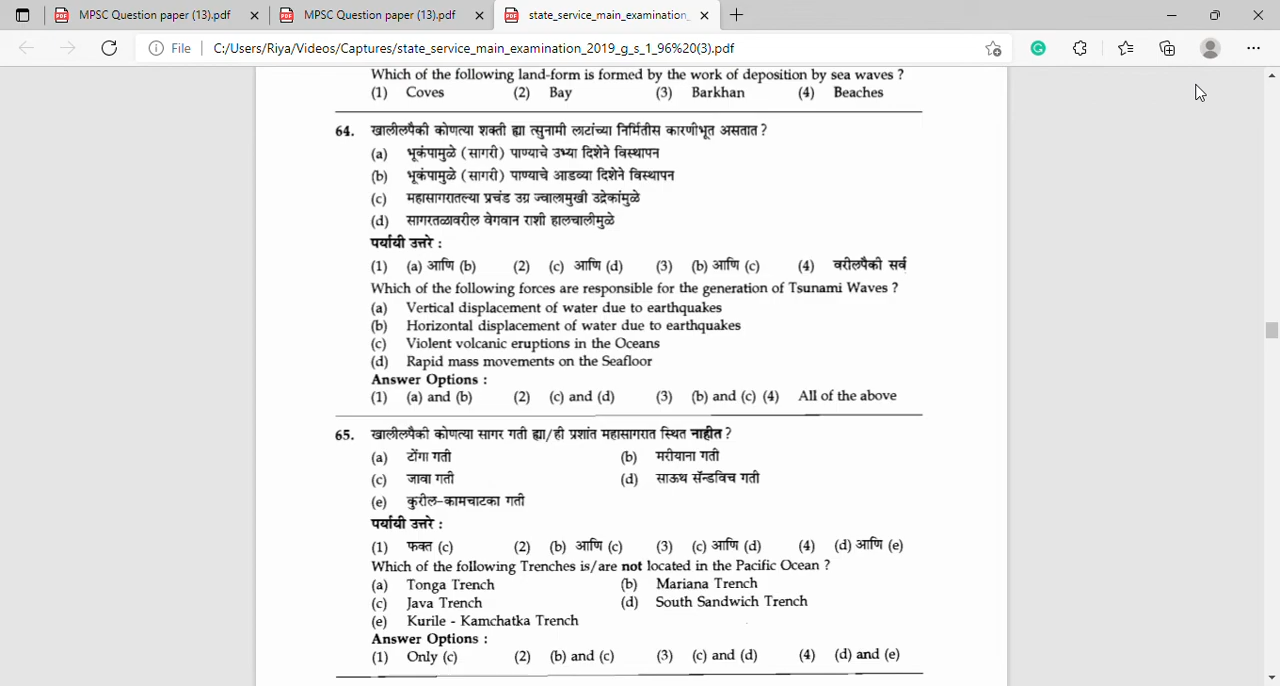 MPSC Question paper (13).pdf MPSC Question paper (13).pdf state_service_main_examination_
File C:/Users/Riya/Videos/Captures/state_service_main_examination_2019_g_s_1_96%20(3).pdf
Which of the following land-form is formed by the work of deposition by sea waves ?
(1) Coves (2) Bay (3) Barkhan (4) Beaches
64. खालीलपैकी कोणत्या शक्ती ह्या त्सुनामी लाटांच्या निर्मितीस कारणीभूत असतात ?
(a) भूकंपामुळे (सागरी) पाण्याचे उभ्या दिशेने विस्थापन
(b) भूकंपामुळे (सागरी) पाण्याचे आडव्या दिशेने विस्थापन
(c) महासागरातल्या प्रचंड उग्र ज्वालामुखी उद्रेकांमुळे
(d) सागरतळावरील वेगवान राशी हालचालीमुळे
पर्यायी उत्तरे :
(1) (a) आणि (b) (2) (c) आणि (d) (3) (b) आणि (c) (4) वरीलपैकी सर्व
Which of the following forces are responsible for the generation of Tsunami Waves ?
(a) Vertical displacement of water due to earthquakes
(b) Horizontal displacement of water due to earthquakes
(c) Violent volcanic eruptions in the Oceans
(d) Rapid mass movements on the Seafloor
Answer Options :
(1) (a) and (b) (2) (c) and (d) (3) (b) and (c) (4) All of the above
65. खालीलपैकी कोणत्या सागर गर्ता ह्या/ही प्रशांत महासागरात स्थित नाहीत ?
(a) टोंगा गर्ता (b) मरीयाना गर्ता
(c) जावा गर्ता (d) साऊथ सॅन्डविच गर्ता
(e) कुरील-कामचाटका गर्ता
पर्यायी उत्तरे :
(1) फक्त (c) (2) (b) आणि (c) (3) (c) आणि (d) (4) (d) आणि (e)
Which of the following Trenches is/are not located in the Pacific Ocean ?
(a) Tonga Trench (b) Mariana Trench
(c) Java Trench (d) South Sandwich Trench
(e) Kurile - Kamchatka Trench
Answer Options :
(1) Only (c) (2) (b) and (c) (3) (c) and (d) (4) (d) and (e)